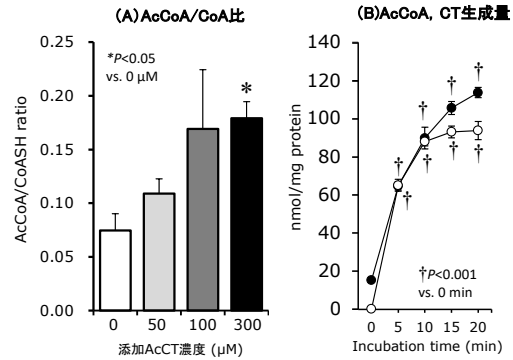 (A)AcCoA/CoA比
*P<0.05
vs. 0 μM
AcCoA/CoASH ratio
0.25
0.20
0.15
0.10
0.05
0.00
*
0 50 100 300
添加AcCT濃度 (μM)
(B)AcCoA, CT生成量
nmol/mg protein
140
120
100
80
60
40
20
0
† † † †
† † † †
†P<0.001
vs. 0 min
0 5 10 15 20
Incubation time (min)